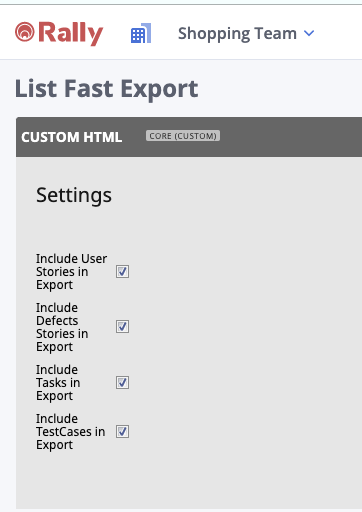 Rally Shopping Team
List Fast Export
CUSTOM HTML CORE (CUSTOM)
Settings
Include User
Stories in
Export
Include
Defects
Stories in
Export
Include
Tasks in
Export
Include
TestCases in
Export